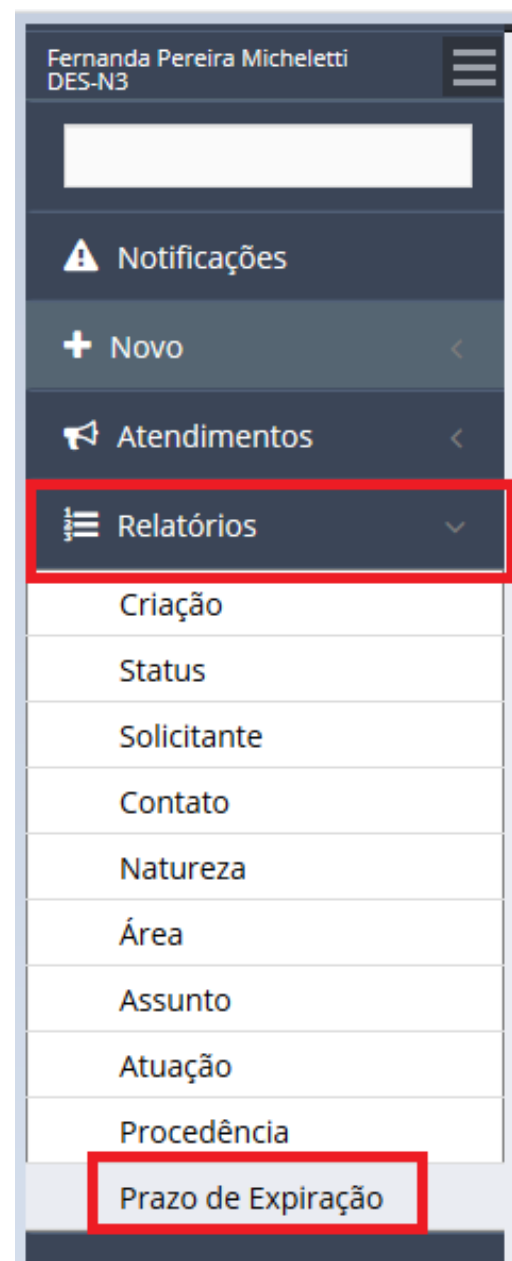 Fernanda Pereira Micheletti
DES-N3
Notificações
Novo
Atendimentos
Relatórios
Criação
Status
Solicitante
Contato
Natureza
Área
Assunto
Atuação
Procedência
Prazo de Expiração